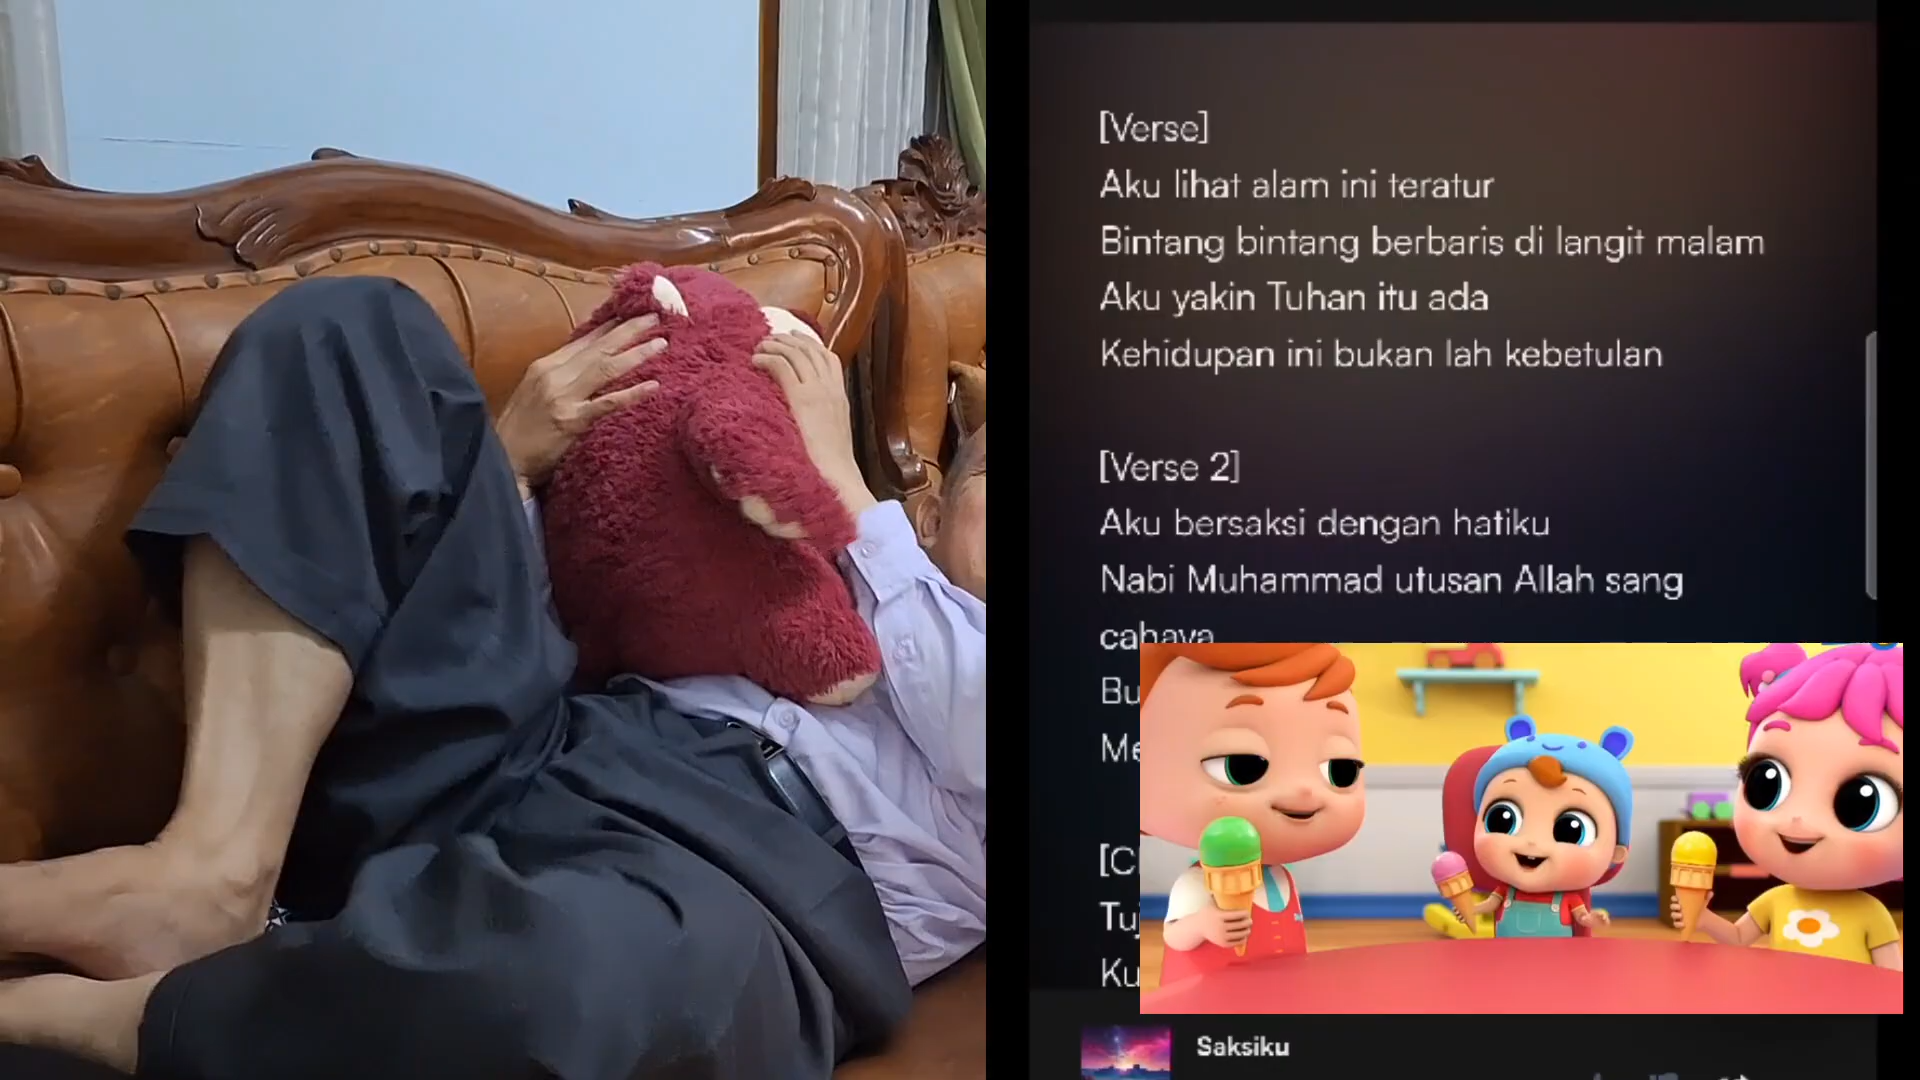 [Verse]
Aku lihat alam ini teratur
Bintang bintang berbaris di langit malam
Aku yakin Tuhan itu ada
Kehidupan ini bukan lah kebetulan
[Verse 2]
Aku bersaksi dengan hatiku
Nabi Muhammad utusan Allah sang
cahaya
Saksiku